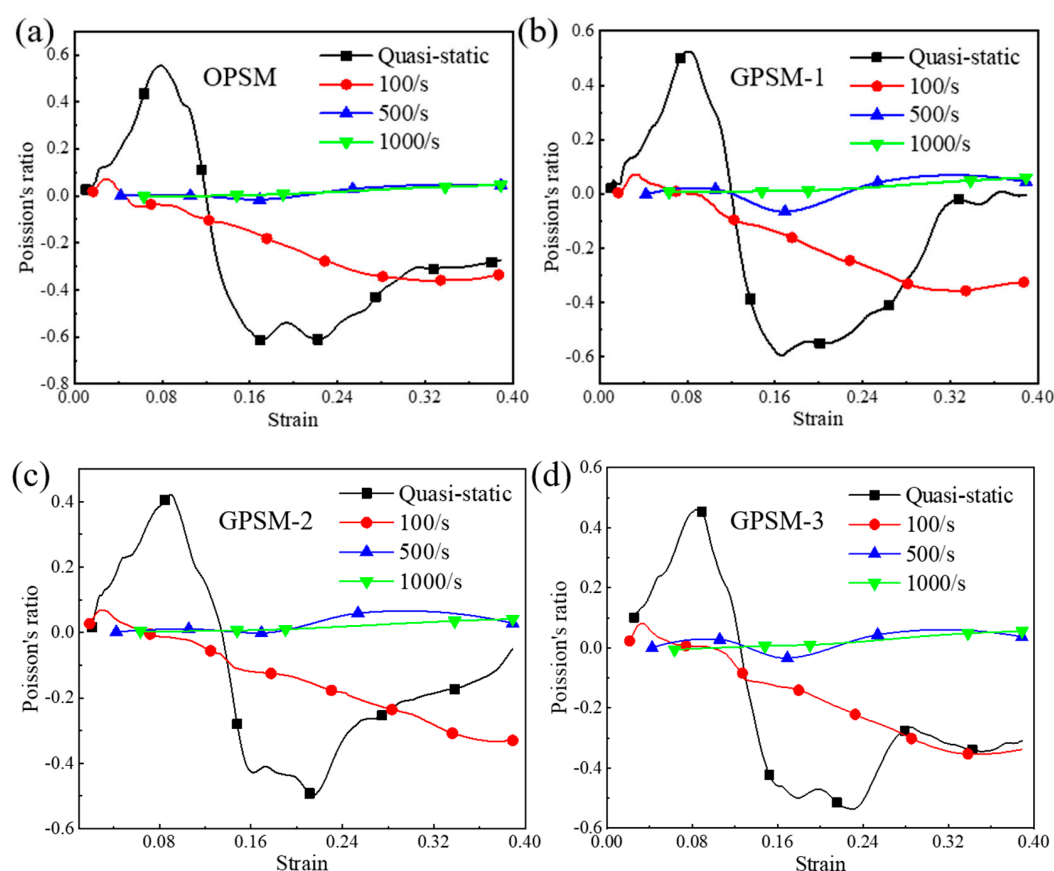 (a)
OPSM
Quasi-static
100/s
500/s
1000/s
0.6
0.4
0.2
0.0
-0.2
-0.4
-0.6
-0.8
0.00 0.08 0.16 0.24 0.32 0.40
Poission's ratio
Strain
(b)
GPSM-1
Quasi-static
100/s
500/s
1000/s
0.6
0.4
0.2
0.0
-0.2
-0.4
-0.6
0.00 0.08 0.16 0.24 0.32 0.40
Poission's ratio
Strain
(c)
GPSM-2
Quasi-static
100/s
500/s
1000/s
0.4
0.2
0.0
-0.2
-0.4
-0.6
0.08 0.16 0.24 0.32 0.40
Poisson's ratio
Strain
(d)
GPSM-3
Quasi-static
100/s
500/s
1000/s
0.6
0.4
0.2
0.0
-0.2
-0.4
-0.6
0.08 0.16 0.24 0.32 0.40
Poission's ratio
Strain